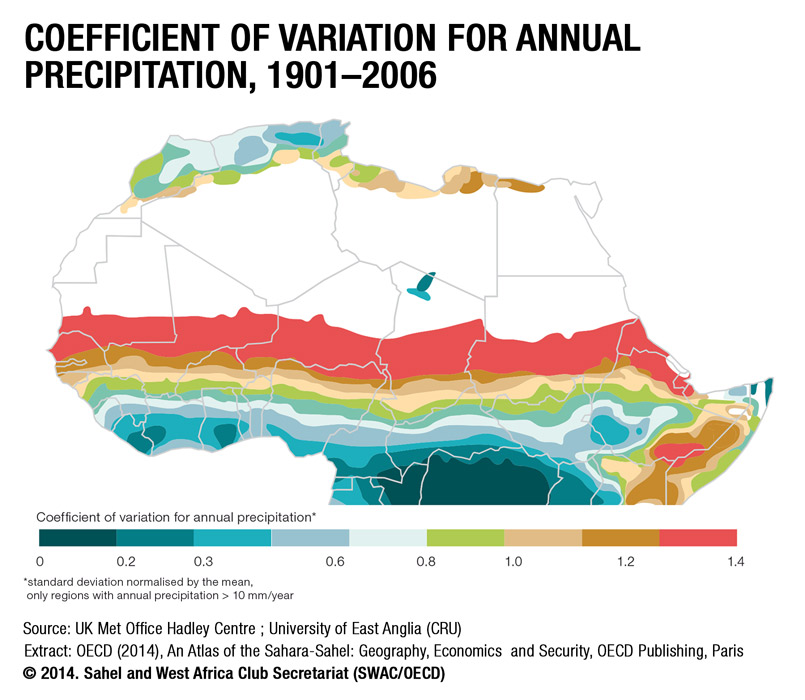 COEFFICIENT OF VARIATION FOR ANNUAL
PRECIPITATION, 1901–2006
Coefficient of variation for annual precipitation*
0 0.2 0.3 0.6 0.8 1.0 1.2 1.4
*standard deviation normalised by the mean,
only regions with annual precipitation > 10 mm/year
Source: UK Met Office Hadley Centre ; University of East Anglia (CRU)
Extract: OECD (2014), An Atlas of the Sahara-Sahel: Geography, Economics and Security, OECD Publishing, Paris
© 2014. Sahel and West Africa Club Secretariat (SWAC/OECD)